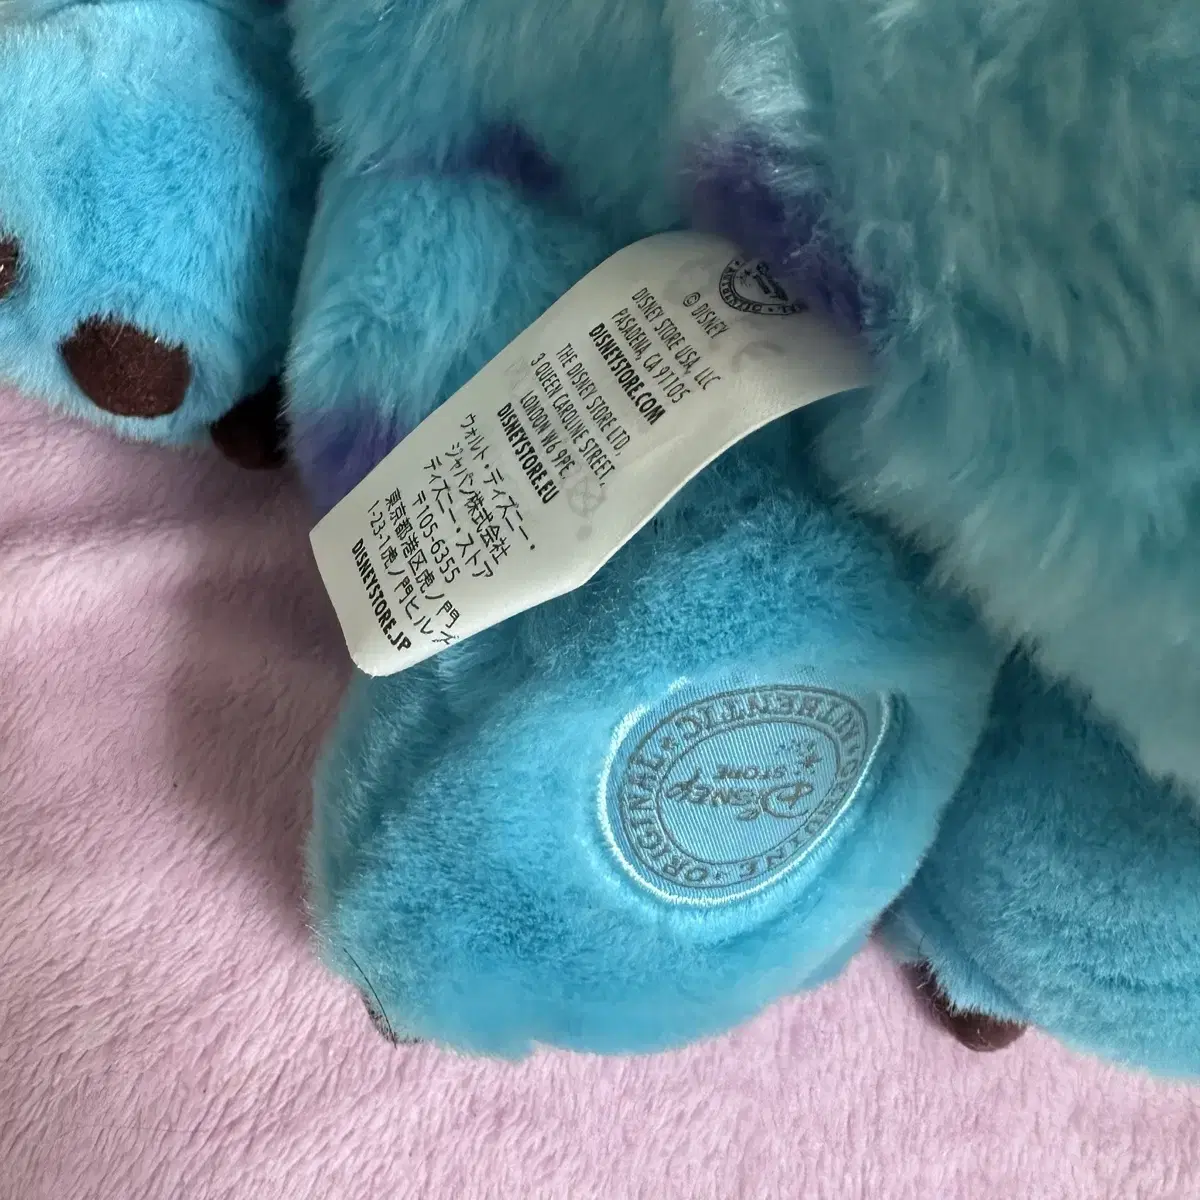 © DISNEY
DISNEY STORE USA, LLC
PASADENA, CA 91105
DISNEYSTORE.COM
THE DISNEY STORE LTD,
3 QUEEN CAROLINE STREET,
LONDON W6 9PE.
DISNEYSTORE.EU
ウォルト・ディズニー・
ジャパン株式会社
ディズニー・ストア
〒105-6355
東京都港区虎ノ門
1-23-1虎ノ門ヒルズ
DISNEYSTORE.JP
Disney
STORE
GENUINE · ORIGINAL · AUTHENTIC ·